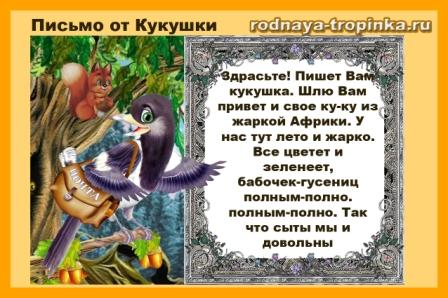 Письмо от Кукушки
rodnaya-tropinka.ru
Здрасьте! Пишет Вам
кукушка. Шлю Вам
привет и свое ку-ку из
жаркой Африки. У
нас тут лето и жарко.
Все цветет и
зеленеет,
бабочек-гусениц
полным-полно.
полным-полно. Так
что сыты мы и
довольны
ПОЧТА